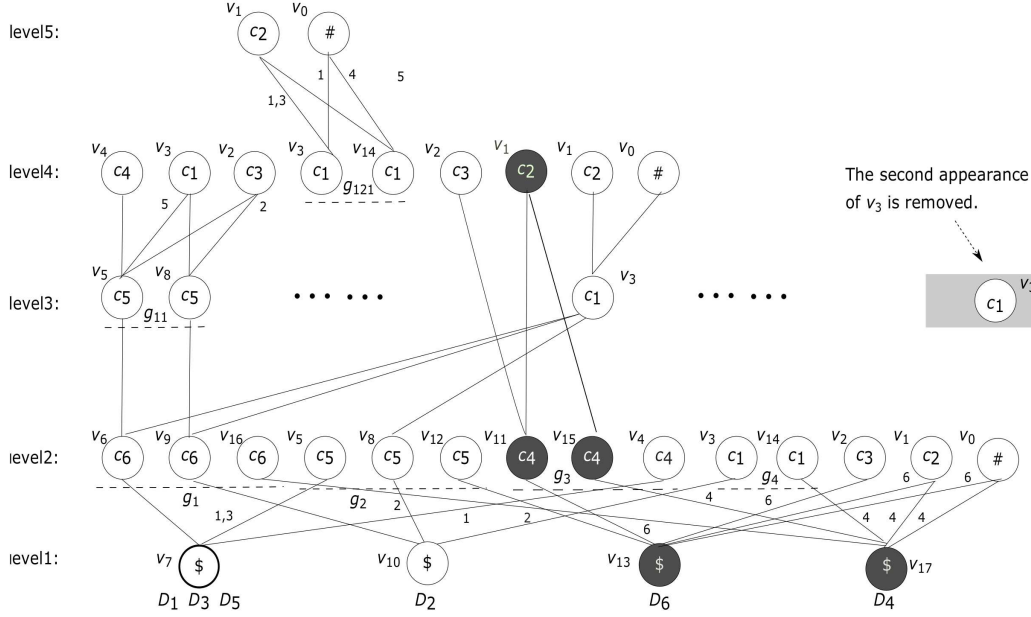 v1 v0
level5: c2 #
1 4 5
1,3
v4 v3 v2 v3 v14 v2 v1 v1 v0
level4: c4 c1 c3 c1 c1 c3 c2 c2 #
g121
The second appearance
of v3 is removed.
5 2
v5 v8 v3
level3: c5 c5 • • • • • • c1 • • • • • • c1
g11
v6 v9 v16 v5 v8 v12 v11 v15 v4 v3 v14 v2 v1 v0
level2: c6 c6 c6 c5 c5 c5 c4 c4 c4 c1 c1 c3 c2 #
g1 g2 g3 g4
6 6
1,3 2 1 2 4 6
6 4 4 4
level1: v7 $ v10 $ v13 $ $ v17
D1 D3 D5 D2 D6 D4